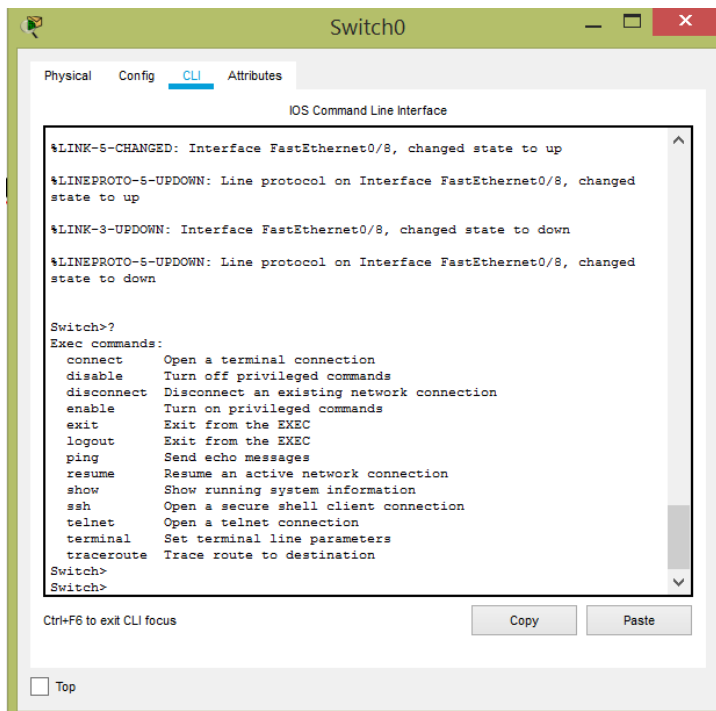 Switch0
Physical Config CLI Attributes
IOS Command Line Interface
%LINK-5-CHANGED: Interface FastEthernet0/8, changed state to up
%LINEPROTO-5-UPDOWN: Line protocol on Interface FastEthernet0/8, changed
state to up
%LINK-3-UPDOWN: Interface FastEthernet0/8, changed state to down
%LINEPROTO-5-UPDOWN: Line protocol on Interface FastEthernet0/8, changed
state to down
Switch>?
Exec commands:
connect Open a terminal connection
disable Turn off privileged commands
disconnect Disconnect an existing network connection
enable Turn on privileged commands
exit Exit from the EXEC
logout Exit from the EXEC
ping Send echo messages
resume Resume an active network connection
show Show running system information
ssh Open a secure shell client connection
telnet Open a telnet connection
terminal Set terminal line parameters
traceroute Trace route to destination
Switch>
Switch>
Ctrl+F6 to exit CLI focus
Copy Paste
Top